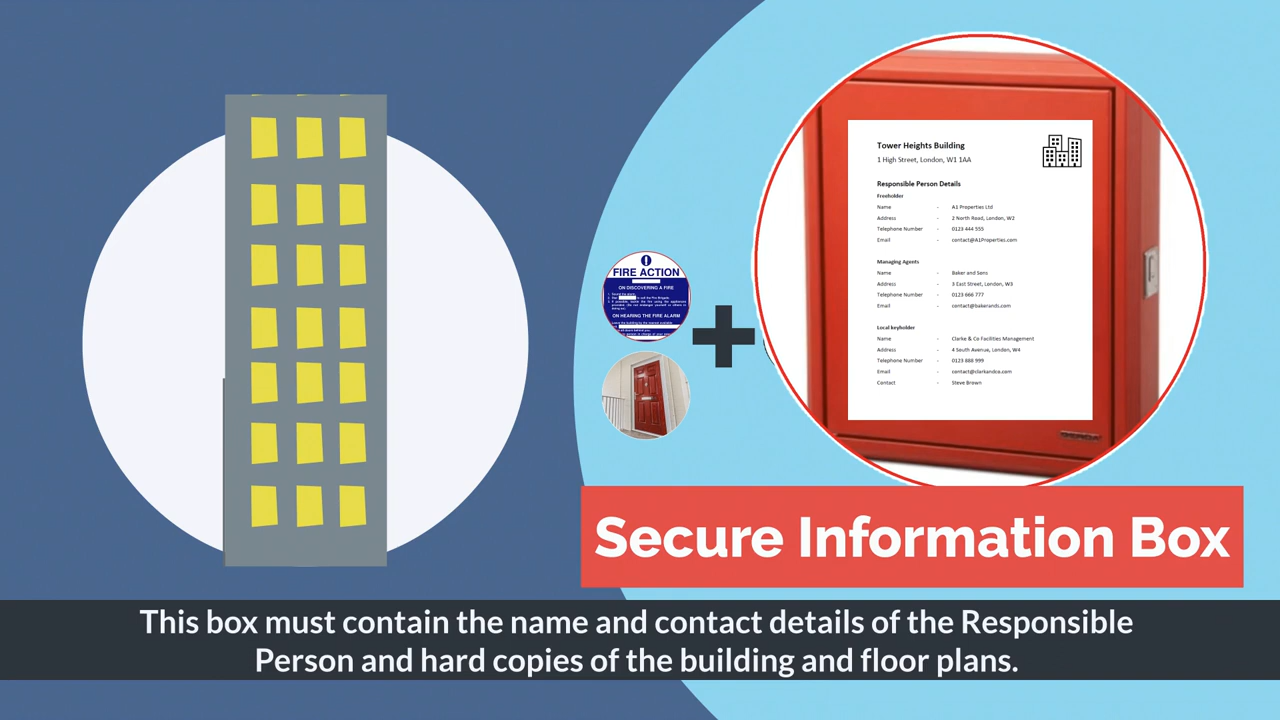 FIRE ACTION
ON DISCOVERING A FIRE
ON HEARING THE FIRE ALARM
Tower Heights Building
1 High Street, London, W1 1AA
Responsible Person Details
Freeholder
Name - A1 Properties Ltd
Address - 2 North Road, London, W2
Telephone Number - 0123 444 555
Email - contact@A1Properties.com
Managing Agents
Name - Baker and Sons
Address - 3 East Street, London, W3
Telephone Number - 0123 666 777
Email - contact@bakerands.com
Local keyholder
Name - Clarke & Co Facilities Management
Address - 4 South Avenue, London, W4
Telephone Number - 0123 888 999
Email - contact@clarkandco.com
Contact - Steve Brown
Secure Information Box
This box must contain the name and contact details of the Responsible
Person and hard copies of the building and floor plans.